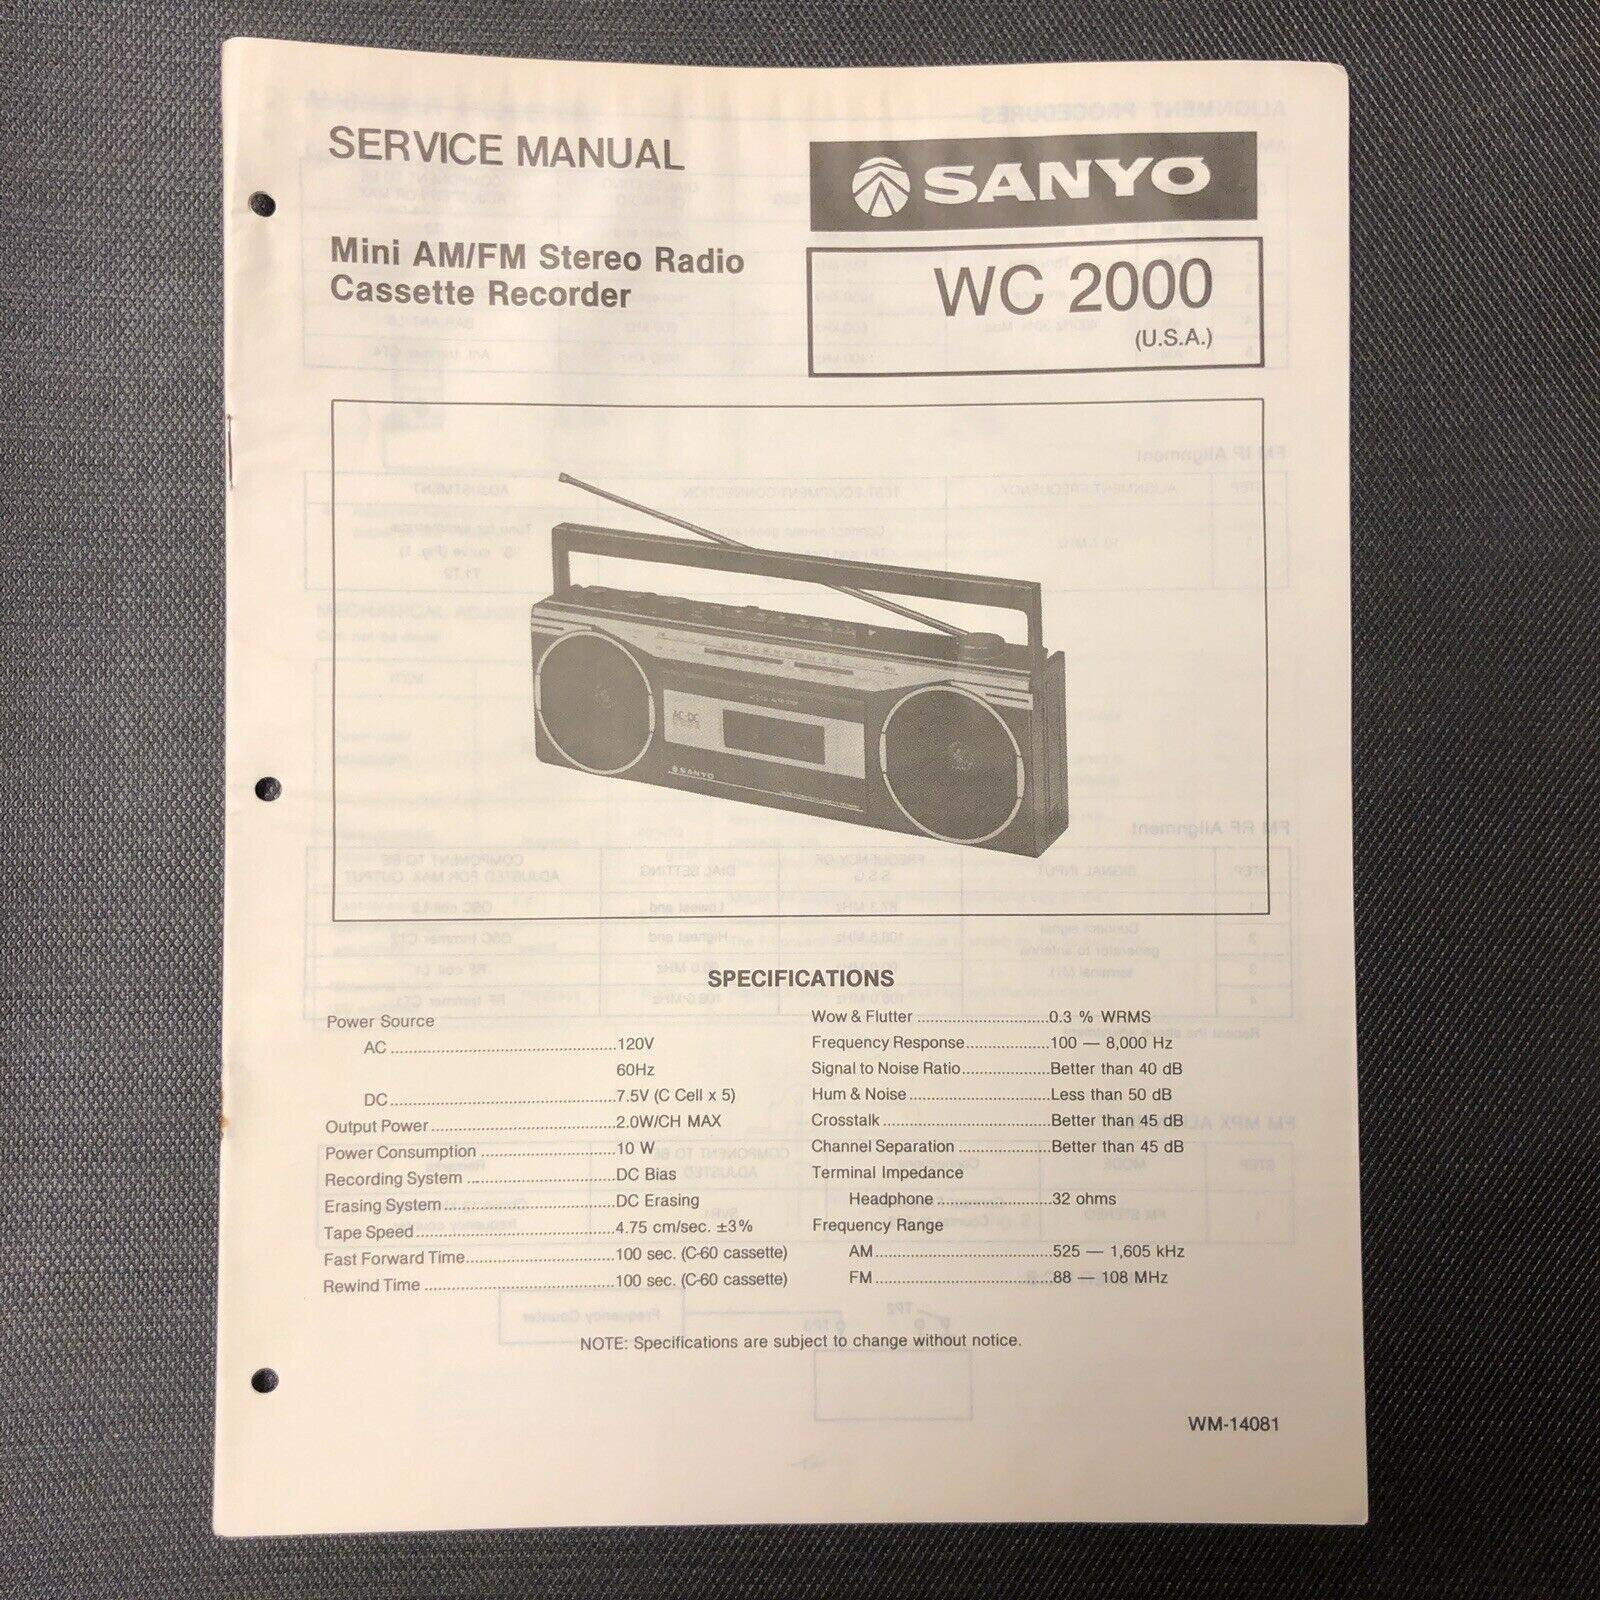 SERVICE MANUAL
SANYO
Mini AM/FM Stereo Radio
Cassette Recorder
WC 2000
(U.S.A.)
AC·DC
SANYO
SPECIFICATIONS
Power Source
AC ..........120V
60Hz
DC ..........7.5V (C Cell x 5)
Output Power ..........2.0W/CH MAX
Power Consumption ..........10 W
Recording System ..........DC Bias
Erasing System ..........DC Erasing
Tape Speed ..........4.75 cm/sec. ±3%
Fast Forward Time ..........100 sec. (C-60 cassette)
Rewind Time ..........100 sec. (C-60 cassette)
Wow & Flutter ..........0.3 % WRMS
Frequency Response ..........100 — 8,000 Hz
Signal to Noise Ratio ..........Better than 40 dB
Hum & Noise ..........Less than 50 dB
Crosstalk ..........Better than 45 dB
Channel Separation ..........Better than 45 dB
Terminal Impedance
Headphone ..........32 ohms
Frequency Range
AM ..........525 — 1,605 kHz
FM ..........88 — 108 MHz
NOTE: Specifications are subject to change without notice.
WM-14081